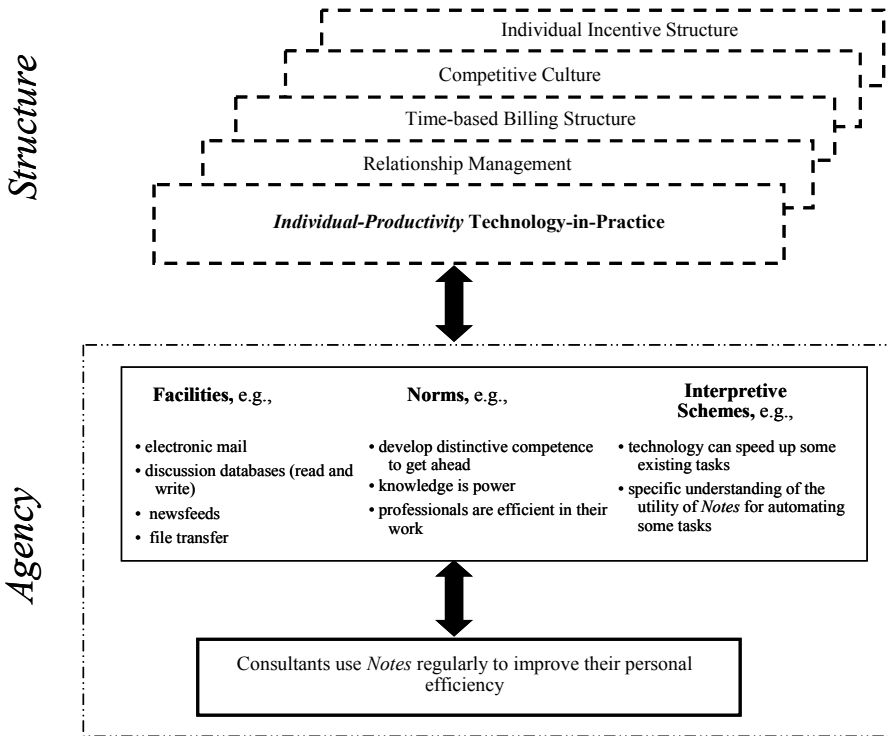 Structure
Individual Incentive Structure
Competitive Culture
Time-based Billing Structure
Relationship Management
Individual-Productivity Technology-in-Practice
Agency
Facilities, e.g.,
• electronic mail
• discussion databases (read and
write)
• newsfeeds
• file transfer
Norms, e.g.,
• develop distinctive competence
to get ahead
• knowledge is power
• professionals are efficient in their
work
Interpretive
Schemes, e.g.,
• technology can speed up some
existing tasks
• specific understanding of the
utility of Notes for automating
some tasks
Consultants use Notes regularly to improve their personal
efficiency